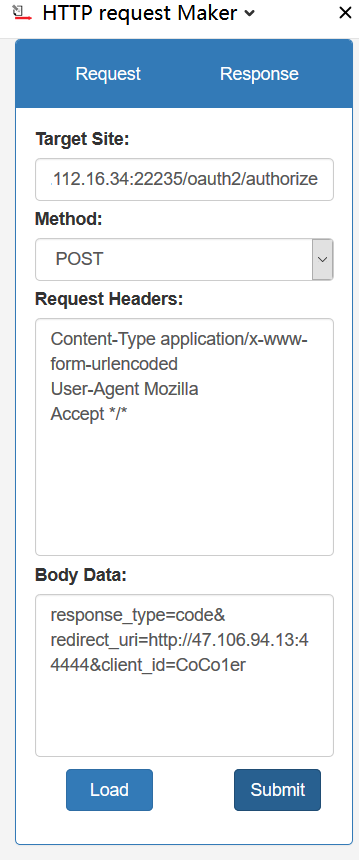 HTTP request Maker
Request Response
Target Site:
.112.16.34:22235/oauth2/authorize
Method:
POST
Request Headers:
Content-Type application/x-www-
form-urlencoded
User-Agent Mozilla
Accept */*
Body Data:
response_type=code&
redirect_uri=http://47.106.94.13:4
4444&client_id=CoCo1er
Load Submit